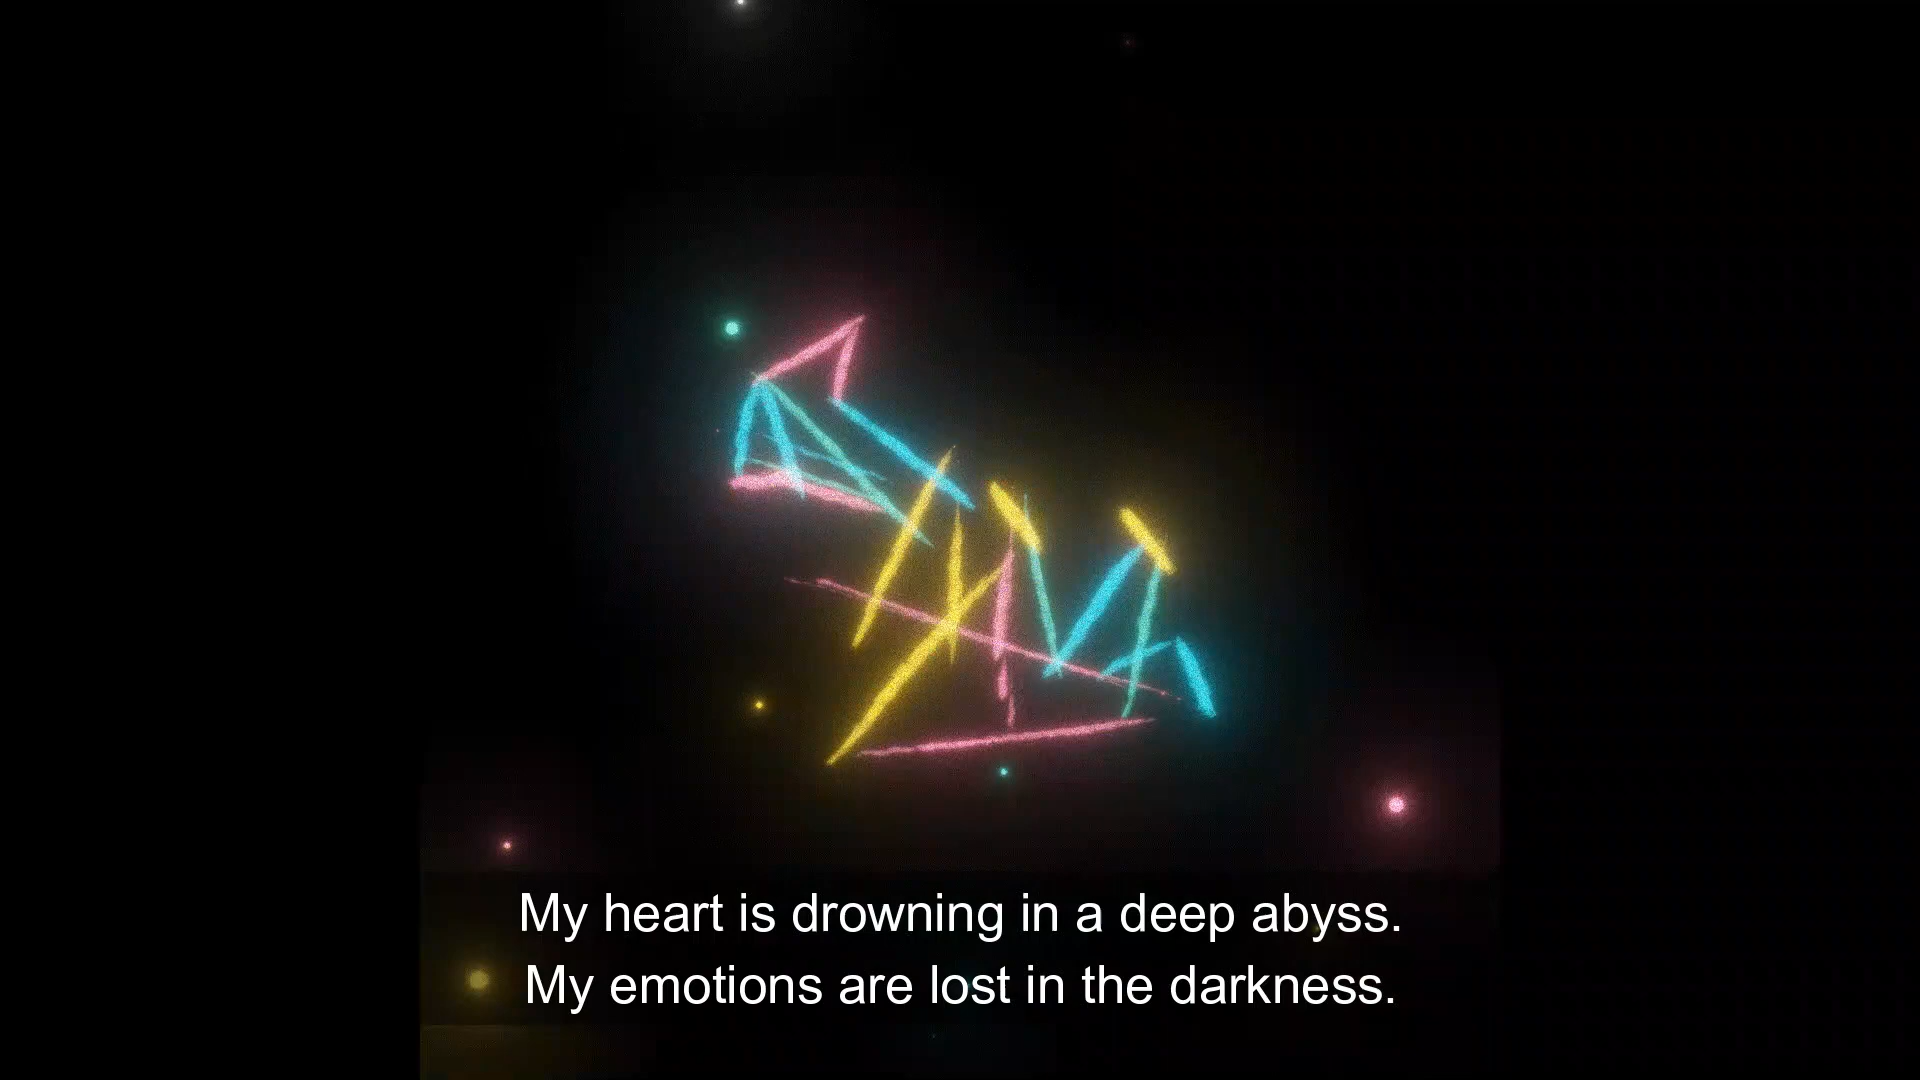 My heart is drowning in a deep abyss.
My emotions are lost in the darkness.